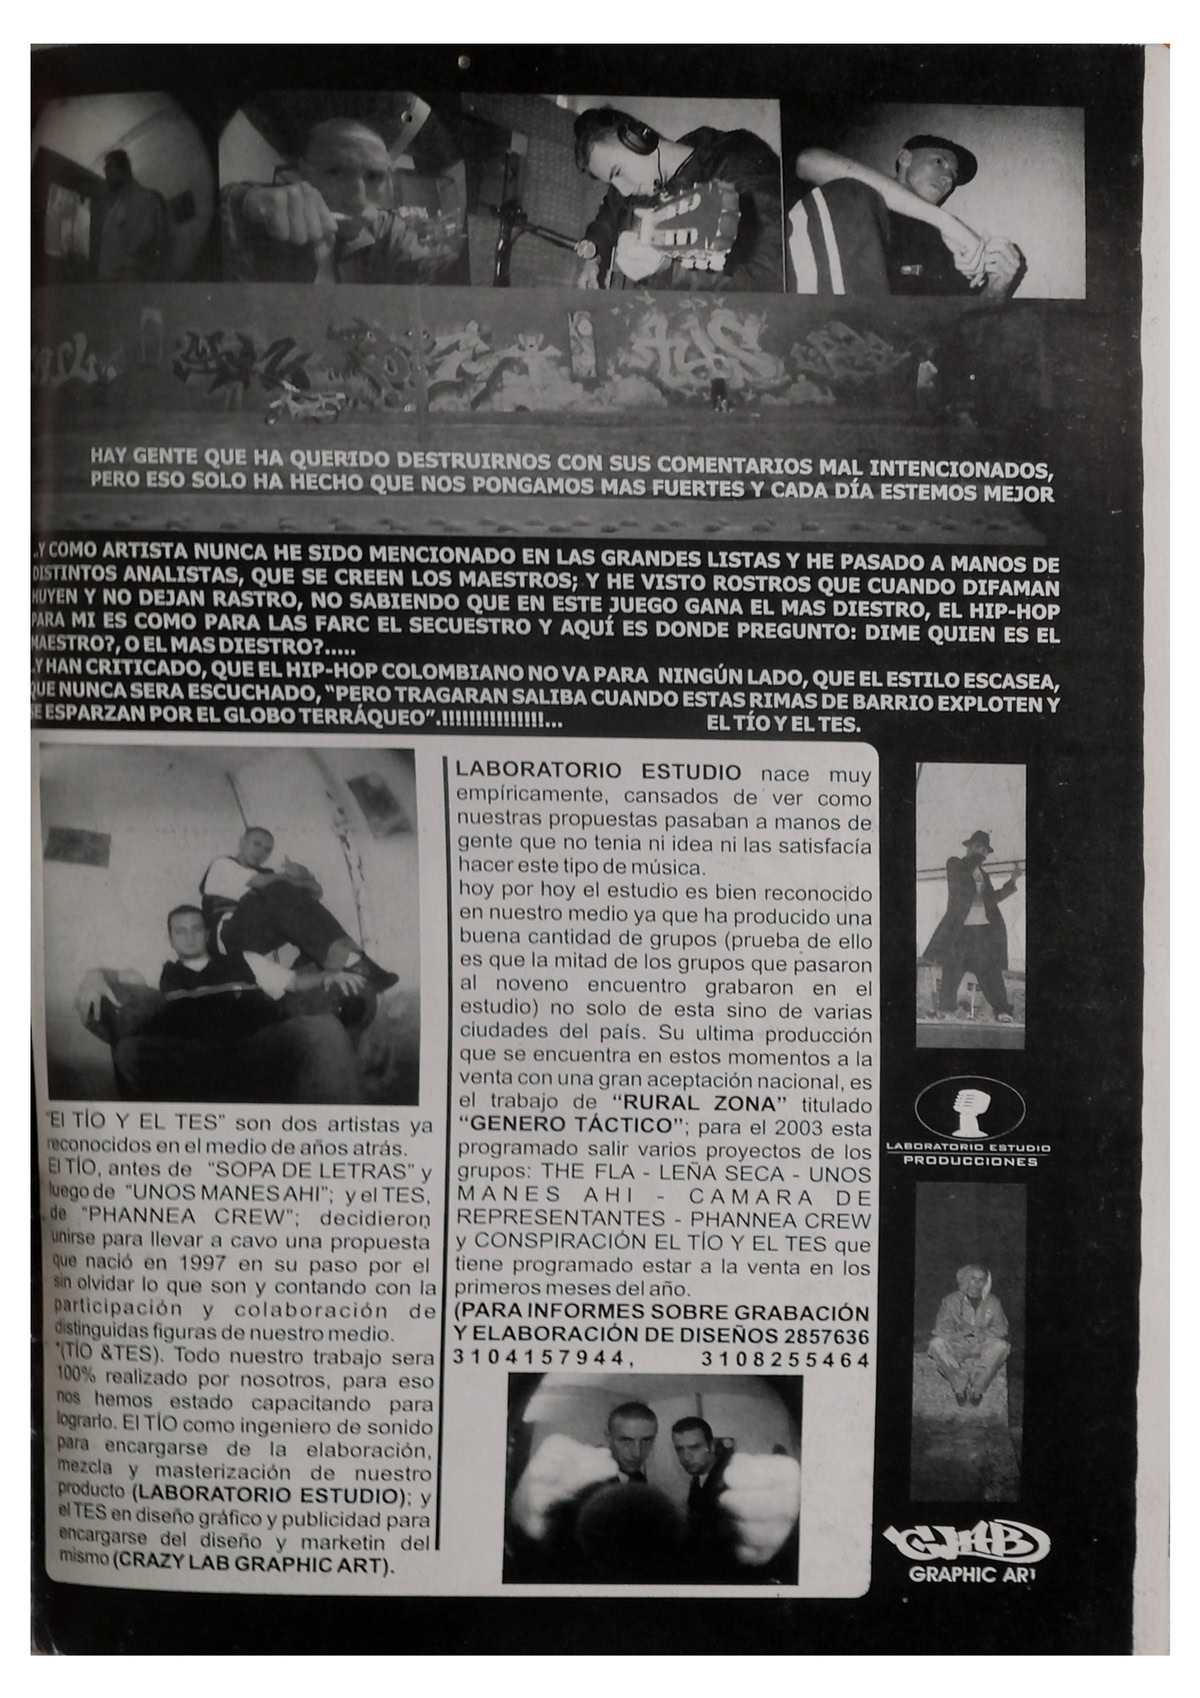 HAY GENTE QUE HA QUERIDO DESTRUIRNOS CON SUS COMENTARIOS MAL INTENCIONADOS,
PERO ESO SOLO HA HECHO QUE NOS PONGAMOS MAS FUERTES Y CADA DÍA ESTEMOS MEJOR
..Y COMO ARTISTA NUNCA HE SIDO MENCIONADO EN LAS GRANDES LISTAS Y HE PASADO A MANOS DE
DISTINTOS ANALISTAS, QUE SE CREEN LOS MAESTROS; Y HE VISTO ROSTROS QUE CUANDO DIFAMAN
HUYEN Y NO DEJAN RASTRO, NO SABIENDO QUE EN ESTE JUEGO GANA EL MAS DIESTRO, EL HIP-HOP
PARA MI ES COMO PARA LAS FARC EL SECUESTRO Y AQUÍ ES DONDE PREGUNTO: DIME QUIEN ES EL
MAESTRO?, O EL MAS DIESTRO?.....
..Y HAN CRITICADO, QUE EL HIP-HOP COLOMBIANO NO VA PARA NINGÚN LADO, QUE EL ESTILO ESCASEA,
QUE NUNCA SERA ESCUCHADO, “PERO TRAGARAN SALIBA CUANDO ESTAS RIMAS DE BARRIO EXPLOTEN Y
SE ESPARZAN POR EL GLOBO TERRÁQUEO”.!!!!!!!!!!!!!!!!... EL TÍO Y EL TES.
“El TÍO Y EL TES” son dos artistas ya
reconocidos en el medio de años atrás.
El TÍO, antes de “SOPA DE LETRAS” y
luego de “UNOS MANES AHI”; y el TES,
de “PHANNEA CREW”; decidieron
unirse para llevar a cavo una propuesta
que nació en 1997 en su paso por el
sin olvidar lo que son y contando con la
participación y colaboración de
distinguidas figuras de nuestro medio.
"(TÍO &TES). Todo nuestro trabajo sera
100% realizado por nosotros, para eso
nos hemos estado capacitando para
lograrlo. El TÍO como ingeniero de sonido
para encargarse de la elaboración,
mezcla y masterización de nuestro
producto (LABORATORIO ESTUDIO); y
el TES en diseño gráfico y publicidad para
encargarse del diseño y marketin del
mismo (CRAZY LAB GRAPHIC ART).
LABORATORIO ESTUDIO nace muy
empíricamente, cansados de ver como
nuestras propuestas pasaban a manos de
gente que no tenia ni idea ni las satisfacía
hacer este tipo de música.
hoy por hoy el estudio es bien reconocido
en nuestro medio ya que ha producido una
buena cantidad de grupos (prueba de ello
es que la mitad de los grupos que pasaron
al noveno encuentro grabaron en el
estudio) no solo de esta sino de varias
ciudades del país. Su ultima producción
que se encuentra en estos momentos a la
venta con una gran aceptación nacional, es
el trabajo de “RURAL ZONA” titulado
“GENERO TÁCTICO”; para el 2003 esta
programado salir varios proyectos de los
grupos: THE FLA - LEÑA SECA - UNOS
MANES AHI - CAMARA DE
REPRESENTANTES - PHANNEA CREW
y CONSPIRACIÓN EL TÍO Y EL TES que
tiene programado estar a la venta en los
primeros meses del año.
(PARA INFORMES SOBRE GRABACIÓN
Y ELABORACIÓN DE DISEÑOS 2857636
3104157944, 3108255464
LABORATORIO ESTUDIO
PRODUCCIONES
GRAPHIC ART